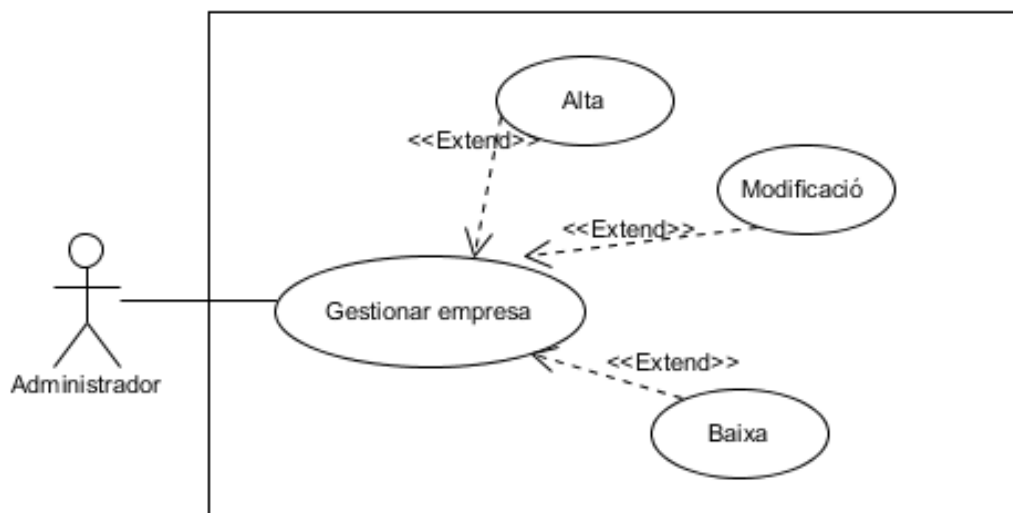 Alta
<<Extend>>
Modificació
<<Extend>>
Gestionar empresa
<<Extend>>
Administrador
Baixa